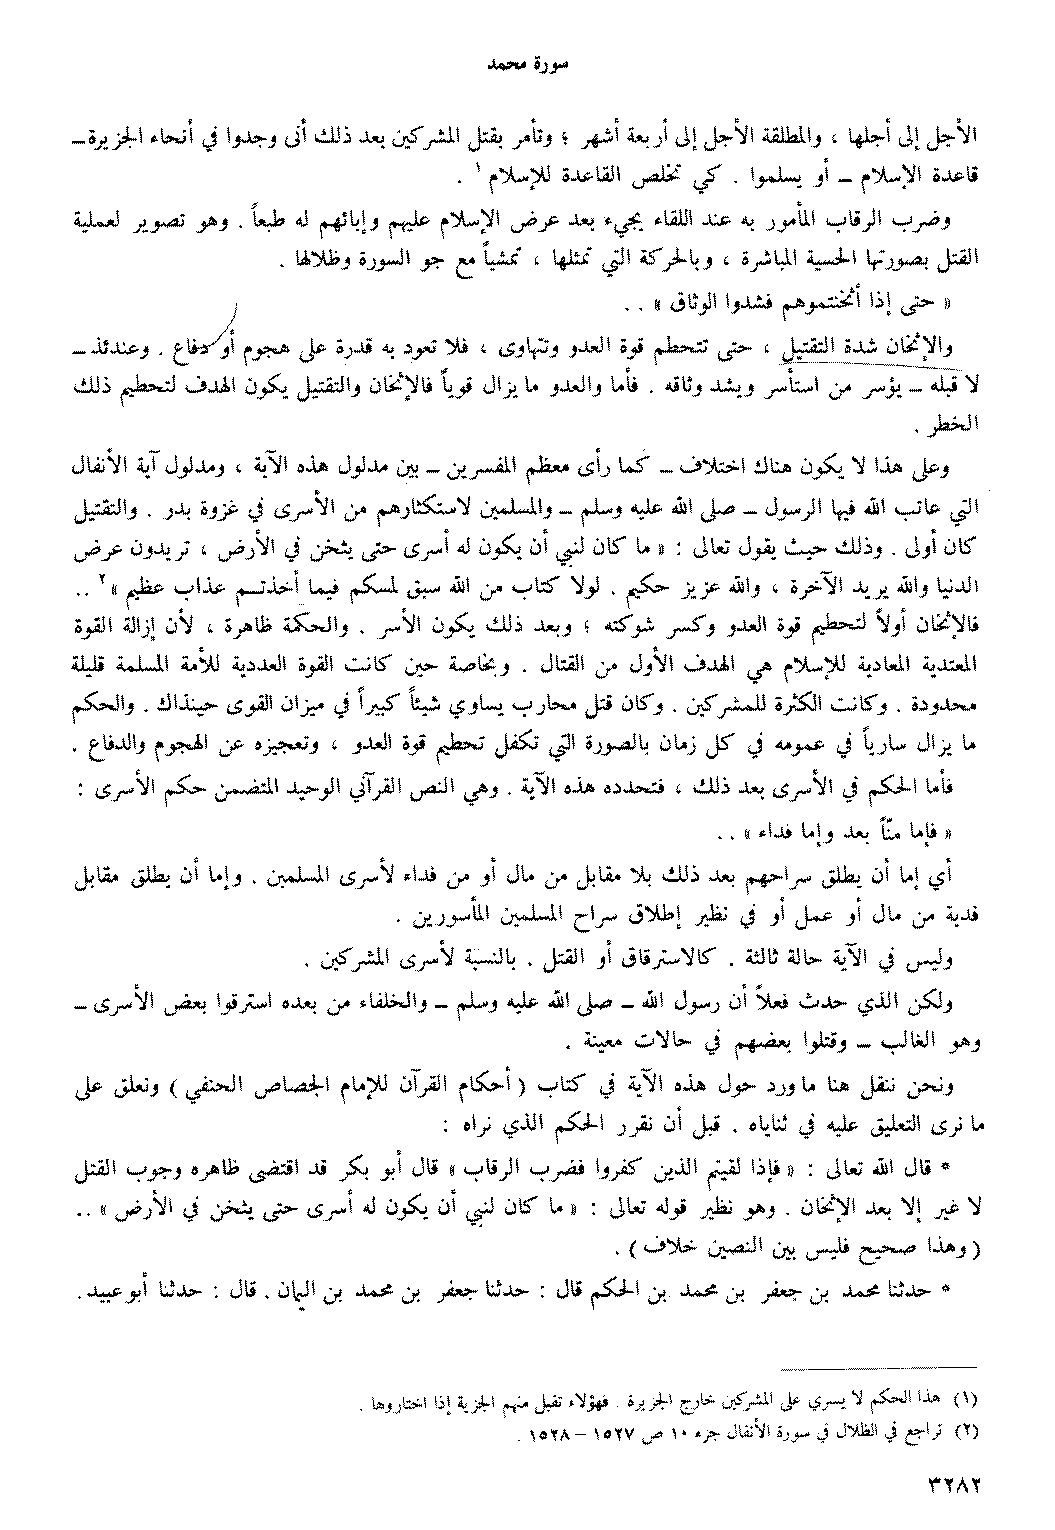 سورة محمد
الأجل إلى أجلها ، والمطلقة الأجل إلى أربعة أشهر ؛ وتأمر بقتل المشركين بعد ذلك أنى وجدوا في أنحاء الجزيرة ـ
قاعدة الإسلام ـ أو يسلموا . كي تخلص القاعدة للإسلام ١ .
وضرب الرقاب المأمور به عند اللقاء يجيء بعد عرض الإسلام عليهم وإبائهم له طبعاً . وهو تصوير لعملية
القتل بصورتها الحسية المباشرة ، وبالحركة التي تمثلها ، تمشياً مع جو السورة وظلالها .
« حتى إذا أثخنتموهم فشدوا الوثاق » . .
والإثخان شدة التقتيل ، حتى تتحطم قوة العدو وتتهاوى ، فلا تعود به قدرة على هجوم أو دفاع . وعندئذ ـ
لا قبله ـ يؤسر من استأسر ويشد وثاقه . فأما والعدو ما يزال قوياً فالإثخان والتقتيل يكون الهدف لتحطيم ذلك
الخطر .
وعلى هذا لا يكون هناك اختلاف ـ كما رأى معظم المفسرين ـ بين مدلول هذه الآية ، ومدلول آية الأنفال
التي عاتب الله فيها الرسول ـ صلى الله عليه وسلم ـ والمسلمين لاستكثارهم من الأسرى في غزوة بدر . والتقتيل
كان أولى . وذلك حيث يقول تعالى : « ما كان لنبي أن يكون له أسرى حتى يثخن في الأرض ، تريدون عرض
الدنيا والله يريد الآخرة ، والله عزيز حكيم . لولا كتاب من الله سبق لمسكم فيما أخذتم عذاب عظيم » ٢ ..
فالإثخان أولاً لتحطيم قوة العدو وكسر شوكته ؛ وبعد ذلك يكون الأسر . والحكمة ظاهرة ، لأن إزالة القوة
المعتدية المعادية للإسلام هي الهدف الأول من القتال . وبخاصة حين كانت القوة العددية للأمة المسلمة قليلة
محدودة . وكانت الكثرة للمشركين . وكان قتل محارب يساوي شيئاً كبيراً في ميزان القوى حينذاك . والحكم
ما يزال سارياً في عمومه في كل زمان بالصورة التي تكفل تحطيم قوة العدو ، وتعجيزه عن الهجوم والدفاع .
فأما الحكم في الأسرى بعد ذلك ، فتحدده هذه الآية . وهي النص القرآني الوحيد المتضمن حكم الأسرى :
« فإما منّاً بعد وإما فداء » . .
أي إما أن يطلق سراحهم بعد ذلك بلا مقابل من مال أو من فداء لأسرى المسلمين . وإما أن يطلق مقابل
فدية من مال أو عمل أو في نظير إطلاق سراح المسلمين المأسورين .
وليس في الآية حالة ثالثة . كالاسترقاق أو القتل . بالنسبة لأسرى المشركين .
ولكن الذي حدث فعلاً أن رسول الله ـ صلى الله عليه وسلم ـ والخلفاء من بعده استرقوا بعض الأسرى ـ
وهو الغالب ـ وقتلوا بعضهم في حالات معينة .
ونحن ننقل هنا ما ورد حول هذه الآية في كتاب ( أحكام القرآن للإمام الجصاص الحنفي ) ونعلق على
ما نرى التعليق عليه في ثناياه . قبل أن نقرر الحكم الذي نراه :
* قال الله تعالى : « فإذا لقيتم الذين كفروا فضرب الرقاب » قال أبو بكر قد اقتضى ظاهره وجوب القتل
لا غير إلا بعد الإثخان . وهو نظير قوله تعالى : « ما كان لنبي أن يكون له أسرى حتى يثخن في الأرض » ..
( وهذا صحيح فليس بين النصين خلاف ) .
* حدثنا محمد بن جعفر بن محمد بن الحكم قال : حدثنا جعفر بن محمد بن اليمان . قال : حدثنا أبو عبيد .
(١) هذا الحكم لا يسري على المشركين خارج الجزيرة . فهؤلاء تقبل منهم الجزية إذا اختاروها .
(٢) تراجع في الظلال في سورة الأنفال جزء ١٠ ص ١٥٢٧ – ١٥٢٨ .
٣٢٨٢